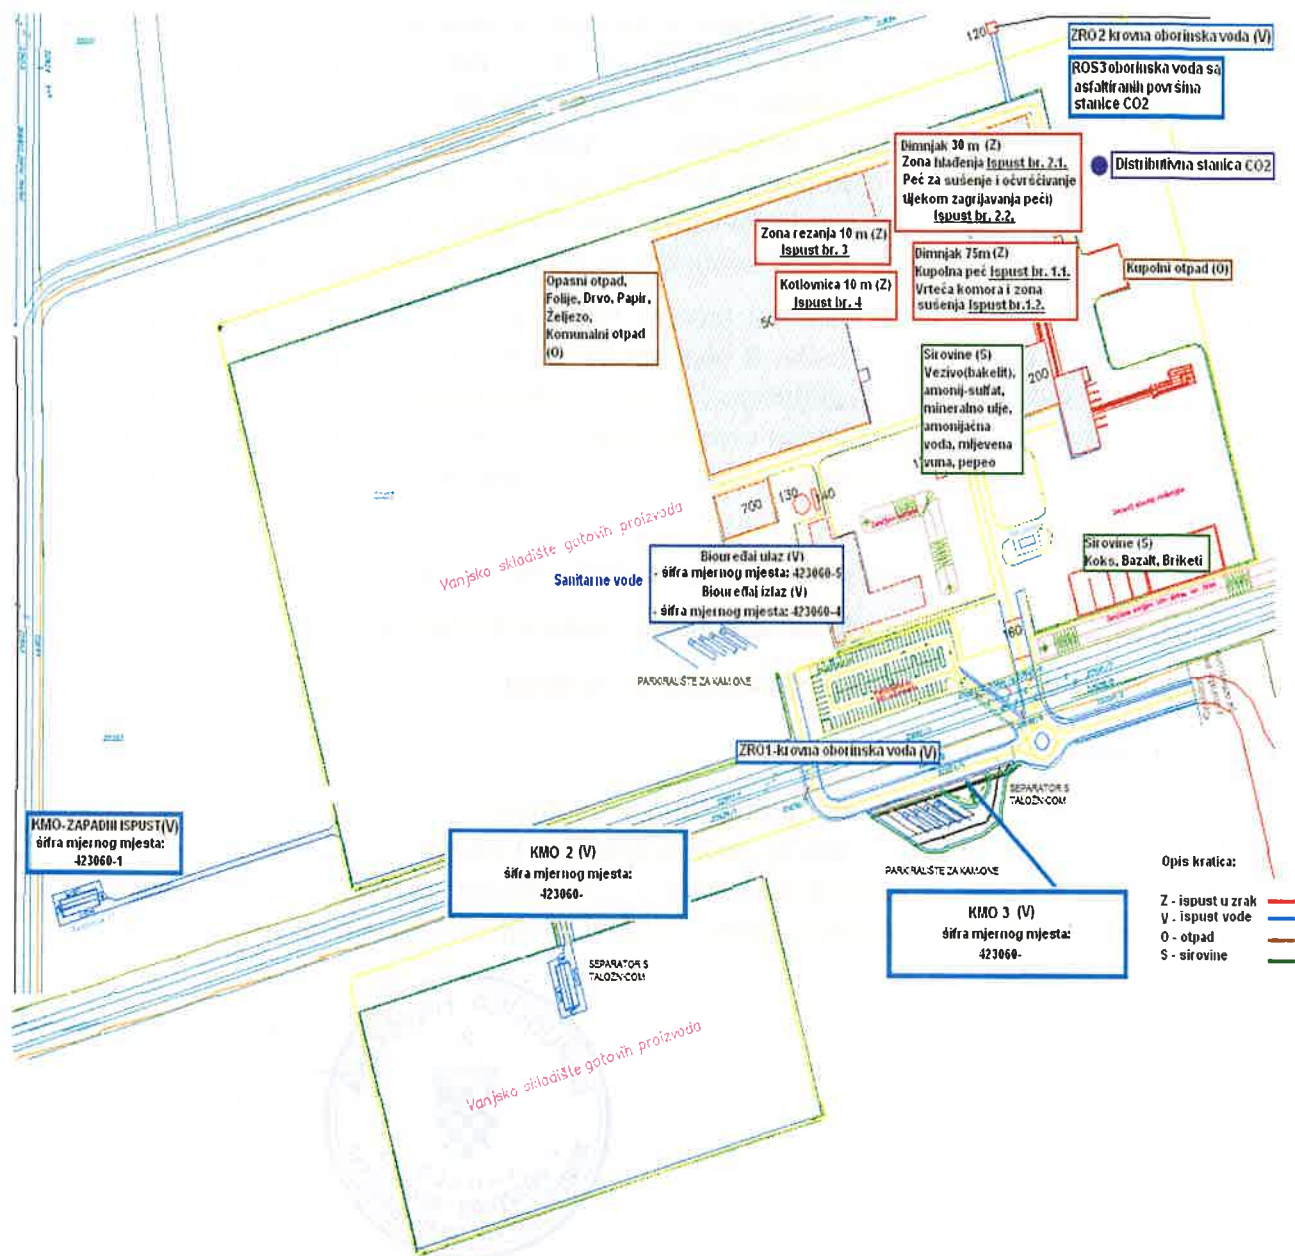 120
ZRO2 krovna oborinska voda (V)
ROS3oborinska voda sa
asfaltiranih površina
stanice CO2
Dimnjak 30 m (Z)
Zona hlađenja Ispust br. 2.1.
Peć za sušenje i očvršćivanje
tijekom zagrijavanja peći)
Ispust br. 2.2.
Distributivna stanica CO2
Zona rezanja 10 m (Z)
Ispust br. 3
Dimnjak 75m (Z)
Kupolna peć Ispust br. 1.1.
Vrteća komora i zona
sušenja Ispust br.1.2.
Kupolni otpad (O)
Kotlovnica 10 m (Z)
Ispust br. 4
Opasni otpad,
Folije, Drvo, Papir,
Željezo,
Komunalni otpad
(O)
Sirovine (S)
Vezivo(bakelit),
amonij-sulfat,
mineralno ulje,
amonijačna
voda, mljevena
vuna, pepeo
200
700
130
140
Vanjsko skladište gotovih proizvoda
Sanitarne vode
Biouređaj ulaz (V)
- šifra mjernog mjesta: 423060-5
Biouređaj izlaz (V)
- šifra mjernog mjesta: 423060-4
Sirovine (S)
Koks, Bazalt, Briketi
160
PARKIRALIŠTE ZA KAMIONE
ZRO1-krovna oborinska voda (V)
SEPARATOR S
TALOŽNICOM
KMO-ZAPADNI ISPUST(V)
šifra mjernog mjesta:
423060-1
KMO 2 (V)
šifra mjernog mjesta:
423060-
PARKIRALIŠTE ZA KAMIONE
KMO 3 (V)
šifra mjernog mjesta:
423060-
Opis kratica:
Z - ispust u zrak
V - ispust vode
O - otpad
S - sirovine
SEPARATOR S
TALOŽNICOM
Vanjsko skladište gotovih proizvoda